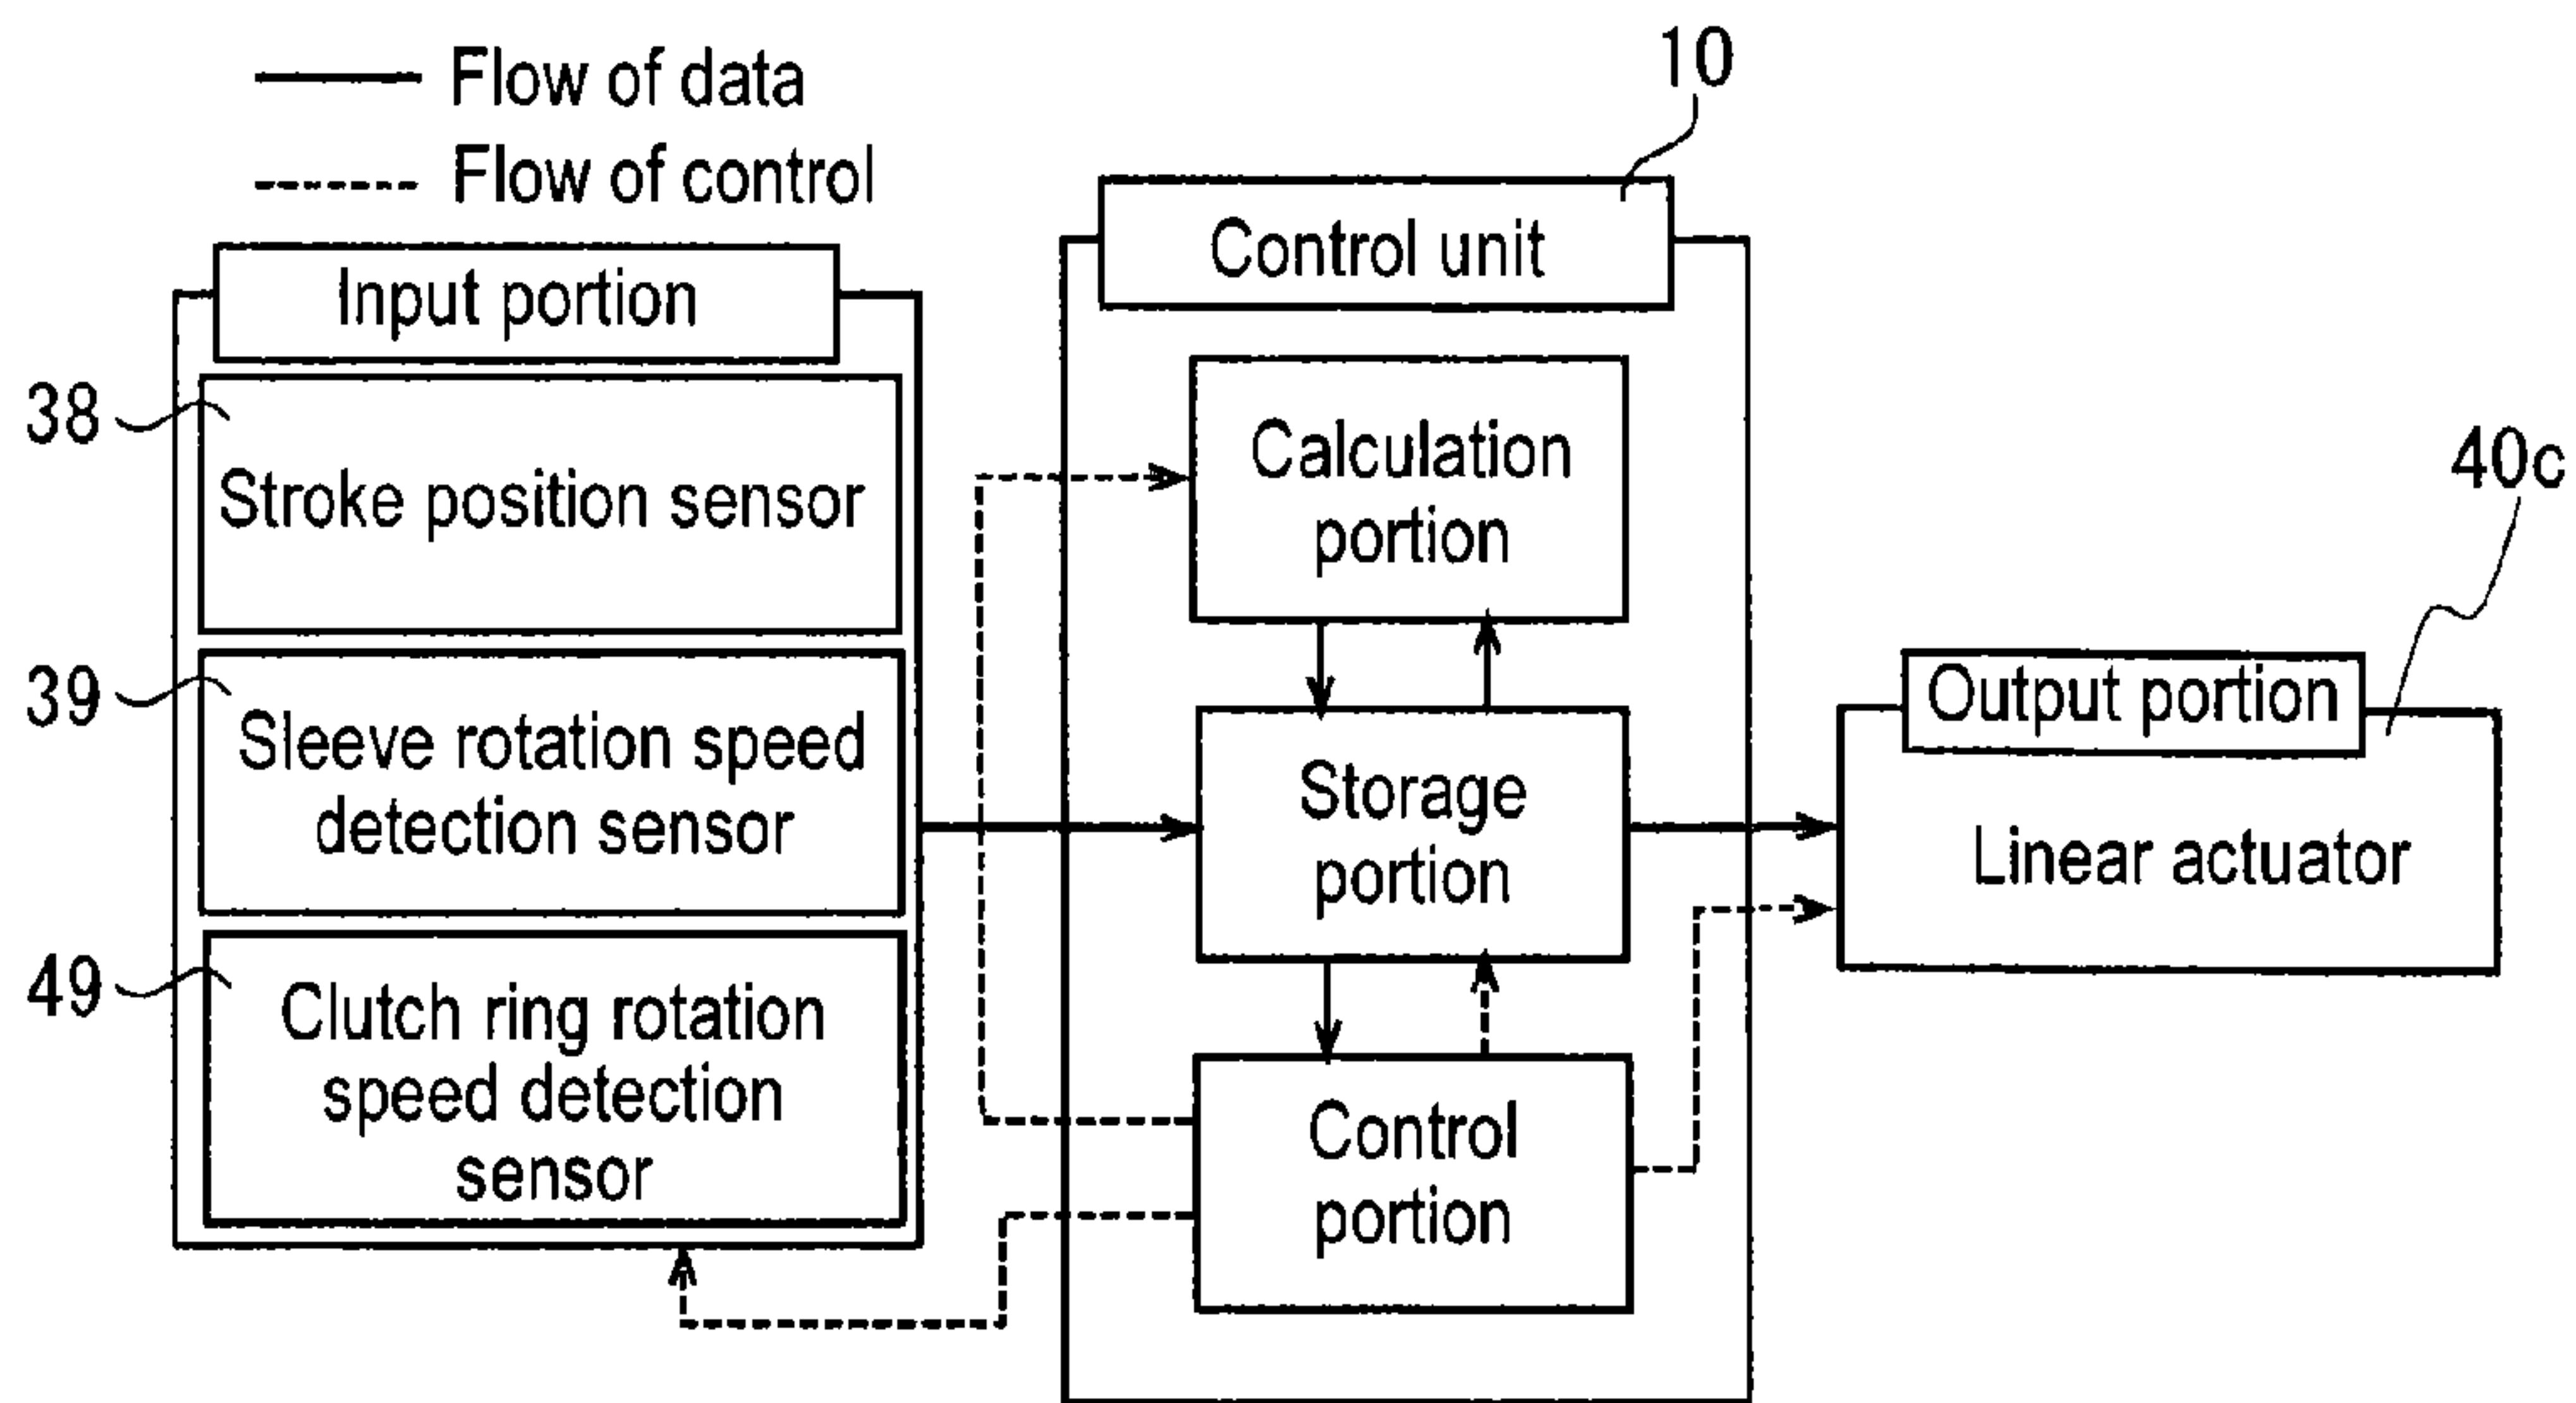 Flow of data
Flow of control
10
Control unit
Input portion
38
Stroke position sensor
Calculation
portion
40c
39
Sleeve rotation speed
detection sensor
Storage
portion
Output portion
Linear actuator
49
Clutch ring rotation
speed detection
sensor
Control
portion